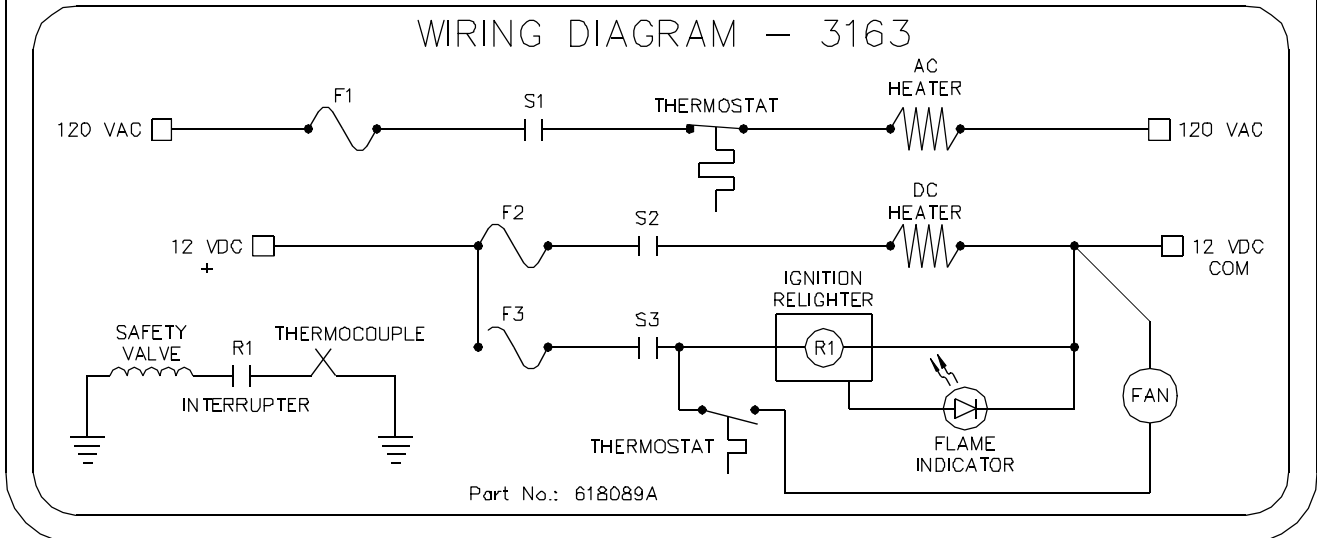 WIRING DIAGRAM - 3163
AC
HEATER
F1
S1
THERMOSTAT
120 VAC
120 VAC
DC
HEATER
F2
S2
12 VDC
+
12 VDC
COM
IGNITION
RELIGHTER
F3
S3
R1
SAFETY
VALVE
R1
THERMOCOUPLE
INTERRUPTER
FAN
THERMOSTAT
FLAME
INDICATOR
Part No.: 618089A